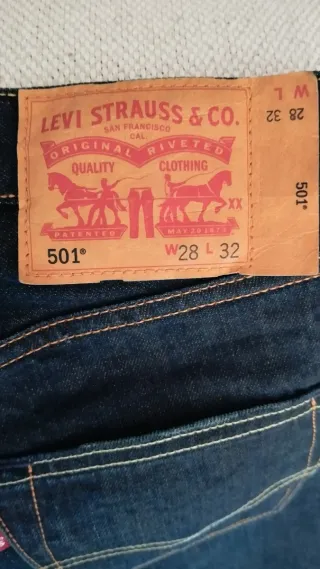 LEVI STRAUSS & CO.
SAN FRANCISCO
CAL.
ORIGINAL RIVETED
QUALITY CLOTHING
XX
PATENTED MAY 20 1873
501® W28 L 32
W L
28 32
501®